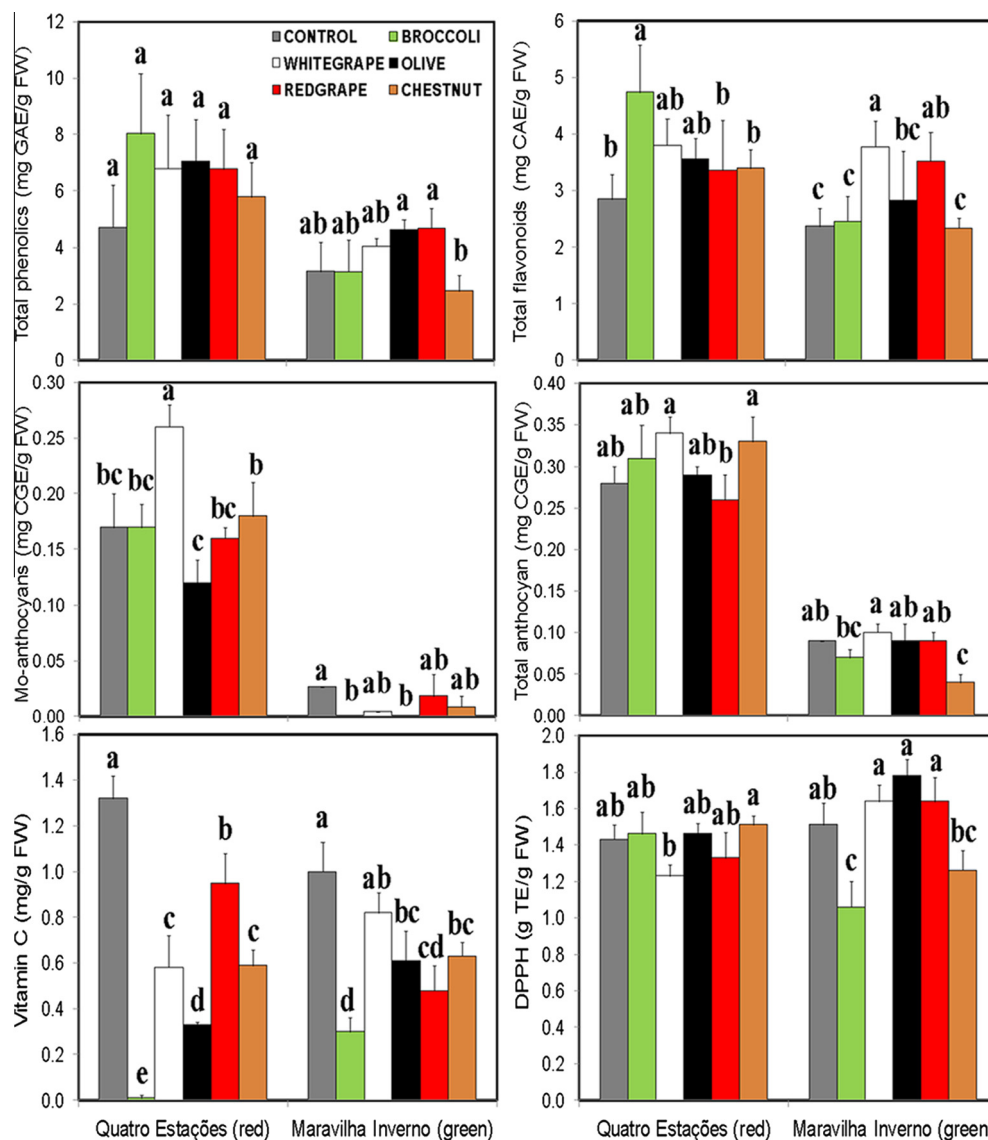 Total phenolics (mg GAE/g FW)
12
10
8
6
4
2
0
CONTROL BROCCOLI
WHITEGRAPE OLIVE
REDGRAPE CHESTNUT
a a a a a a
ab ab ab a a b
Total flavonoids (mg CAE/g FW)
6
5
4
3
2
1
0
b a ab ab b b
c c a bc ab c
Mo-anthocyans (mg CGE/g FW)
0.30
0.25
0.20
0.15
0.10
0.05
0.00
bc bc a c bc b
a b ab b ab ab
Total anthocyan (mg CGE/g FW)
0.40
0.35
0.30
0.25
0.20
0.15
0.10
0.05
0.00
ab ab a ab b a
ab bc a ab ab c
Vitamin C (mg/g FW)
1.6
1.4
1.2
1.0
0.8
0.6
0.4
0.2
0.0
a e c d b c
a d ab bc cd bc
Quatro Estações (red) Maravilha Inverno (green)
DPPH (g TE/g FW)
2.0
1.8
1.6
1.4
1.2
1.0
0.8
0.6
0.4
0.2
0.0
ab ab b ab ab a
ab c a a a bc
Quatro Estações (red) Maravilha Inverno (green)